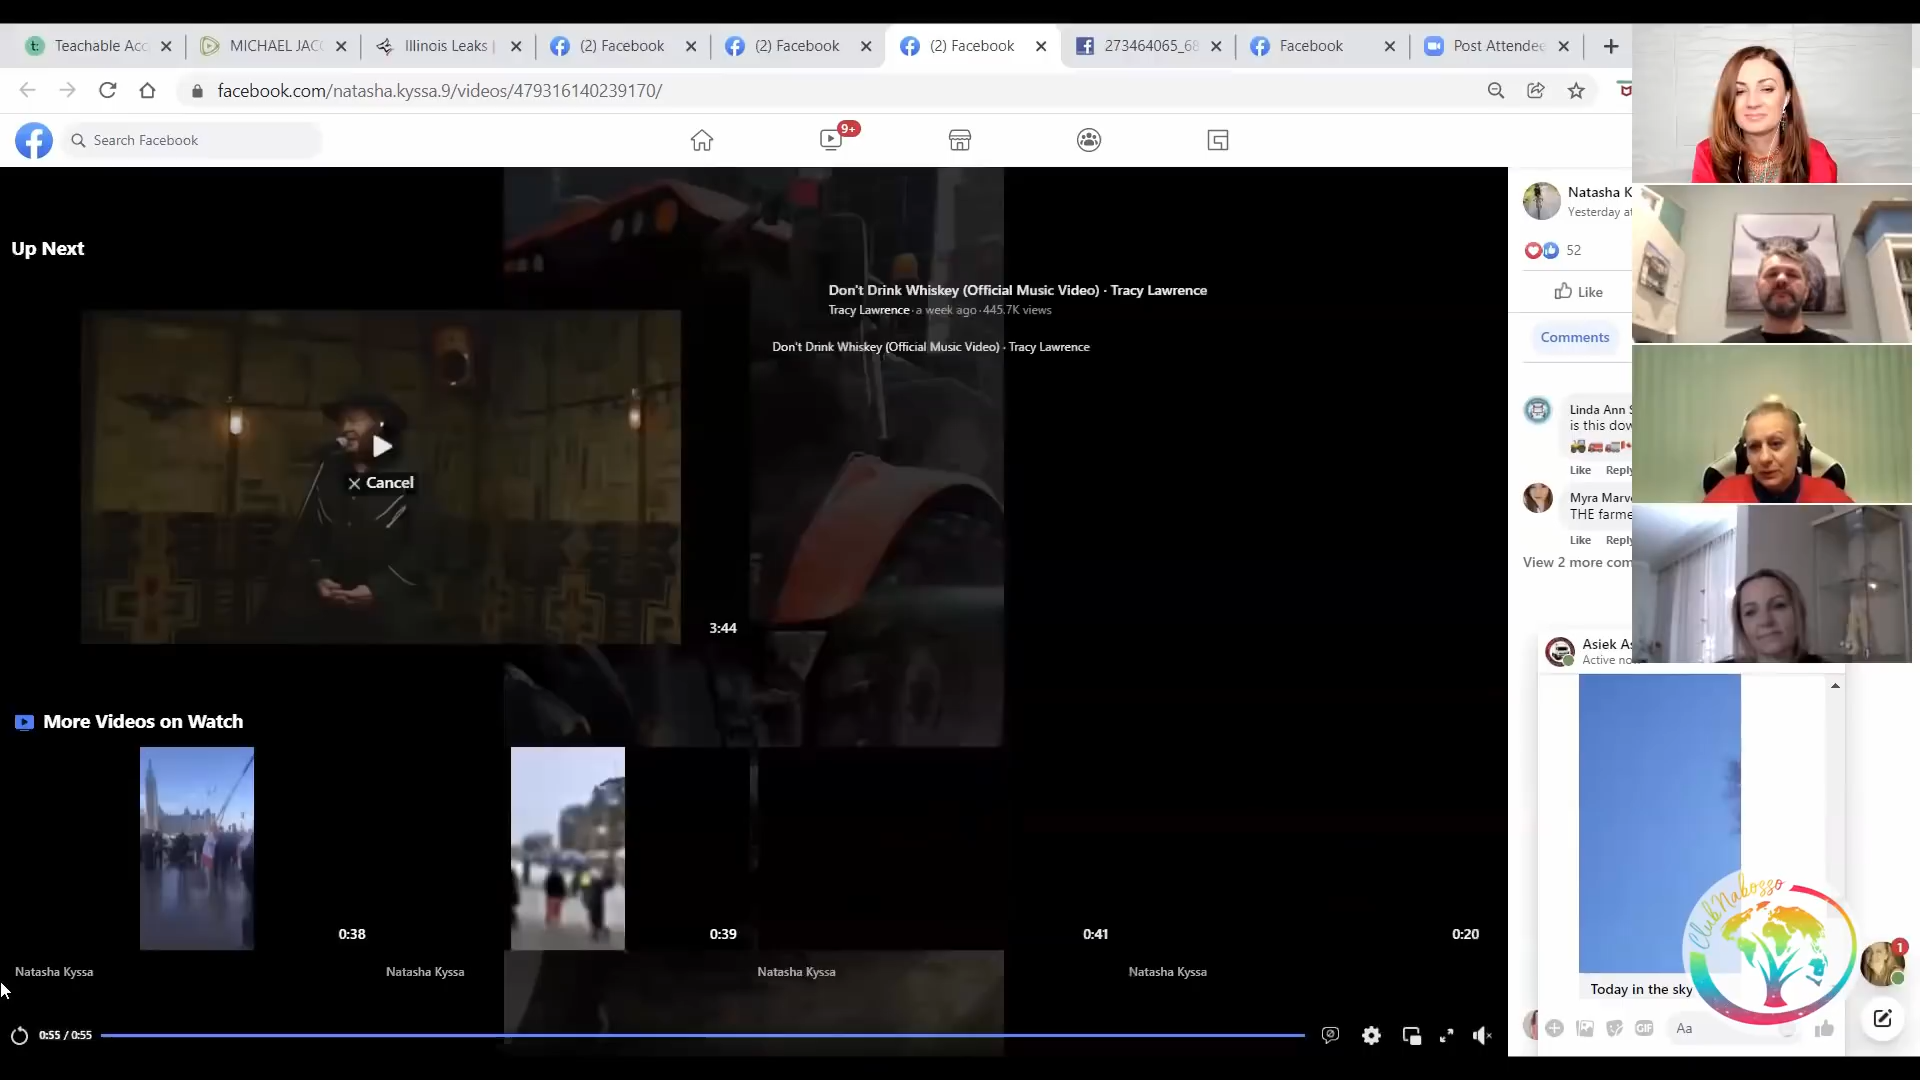 Teachable Acc
MICHAEL JAC
Illinois Leaks |
(2) Facebook
(2) Facebook
(2) Facebook
273464065_68
Facebook
Post Attendee
facebook.com/natasha.kyssa.9/videos/479316140239170/
Search Facebook
9+
Up Next
Don't Drink Whiskey (Official Music Video) · Tracy Lawrence
Tracy Lawrence · a week ago · 445.7K views
Don't Drink Whiskey (Official Music Video) · Tracy Lawrence
Cancel
3:44
More Videos on Watch
0:38
0:39
0:41
0:20
Natasha Kyssa
Natasha Kyssa
Natasha Kyssa
Natasha Kyssa
0:55 / 0:55
Natasha K
Yesterday at
52
Like
Comments
Linda Ann S
is this dow
Like Reply
Myra Marv
THE farme
Like Reply
View 2 more com
Asiek As
Active no
Today in the sky
GIF
Aa
Club Nabosso
1